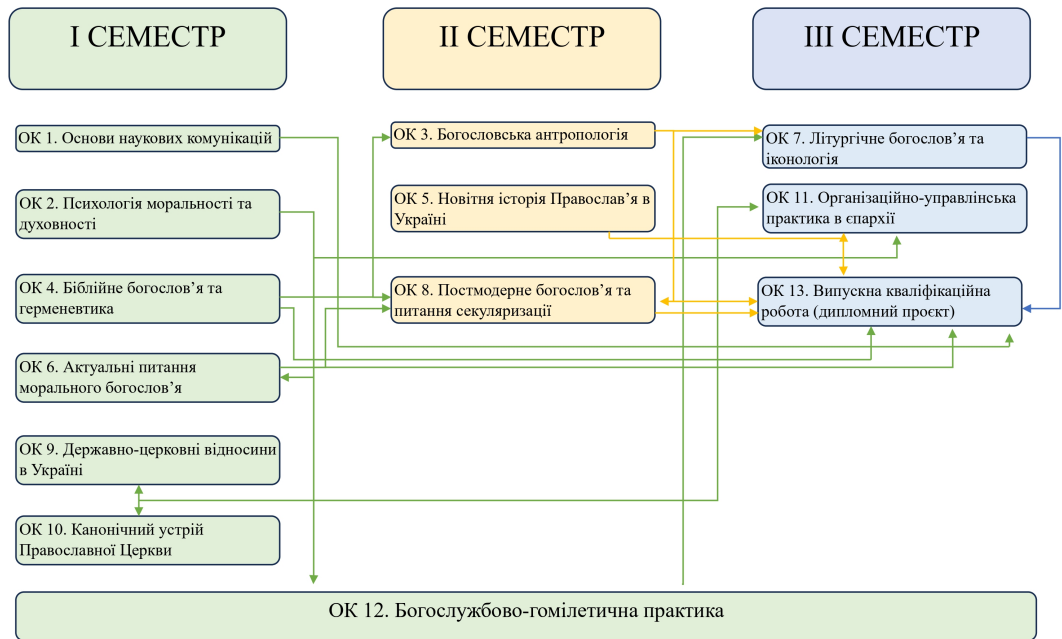 І СЕМЕСТР
ІІ СЕМЕСТР
ІІІ СЕМЕСТР
ОК 1. Основи наукових комунікацій
ОК 2. Психологія моральності та
духовності
ОК 4. Біблійне богослов’я та
герменевтика
ОК 6. Актуальні питання
морального богослов’я
ОК 9. Державно-церковні відносини
в Україні
ОК 10. Канонічний устрій
Православної Церкви
ОК 3. Богословська антропологія
ОК 5. Новітня історія Православ’я в
Україні
ОК 8. Постмодерне богослов’я та
питання секуляризації
ОК 7. Літургічне богослов’я та
іконологія
ОК 11. Організаційно-управлінська
практика в єпархії
ОК 13. Випускна кваліфікаційна
робота (дипломний проєкт)
ОК 12. Богослужбово-гомілетична практика